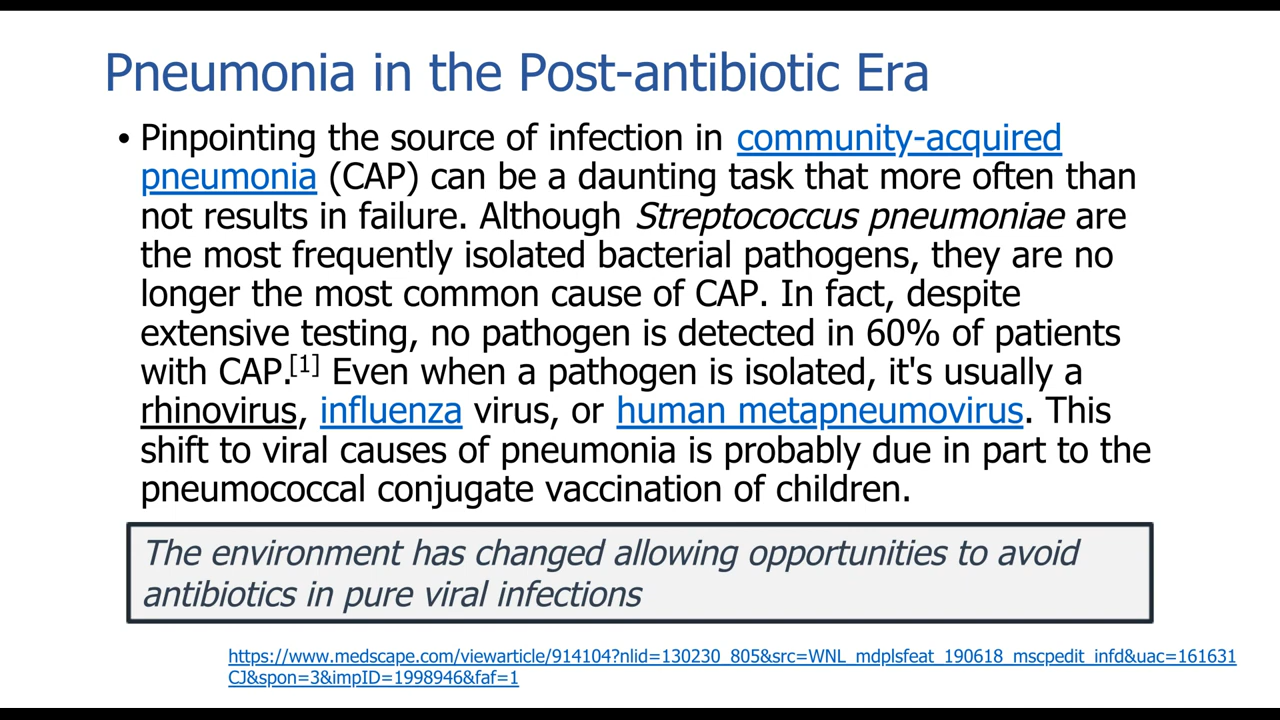 Pneumonia in the Post-antibiotic Era
• Pinpointing the source of infection in community-acquired
pneumonia (CAP) can be a daunting task that more often than
not results in failure. Although Streptococcus pneumoniae are
the most frequently isolated bacterial pathogens, they are no
longer the most common cause of CAP. In fact, despite
extensive testing, no pathogen is detected in 60% of patients
with CAP.[1] Even when a pathogen is isolated, it's usually a
rhinovirus, influenza virus, or human metapneumovirus. This
shift to viral causes of pneumonia is probably due in part to the
pneumococcal conjugate vaccination of children.
The environment has changed allowing opportunities to avoid
antibiotics in pure viral infections
https://www.medscape.com/viewarticle/914104?nlid=130230_805&src=WNL_mdplsfeat_190618_mscpedit_infd&uac=161631
CJ&spon=3&impID=1998946&faf=1